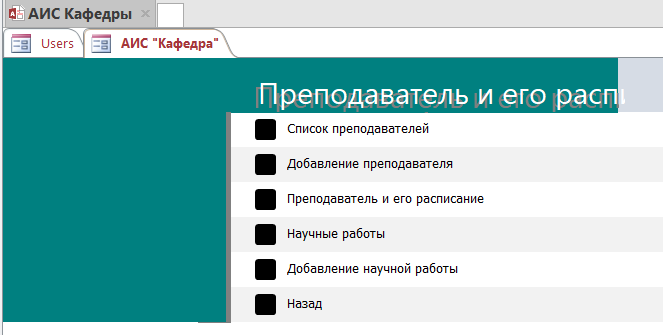 АИС Кафедры
Users
АИС "Кафедра"
Преподаватель и его расп
Список преподавателей
Добавление преподавателя
Преподаватель и его расписание
Научные работы
Добавление научной работы
Назад